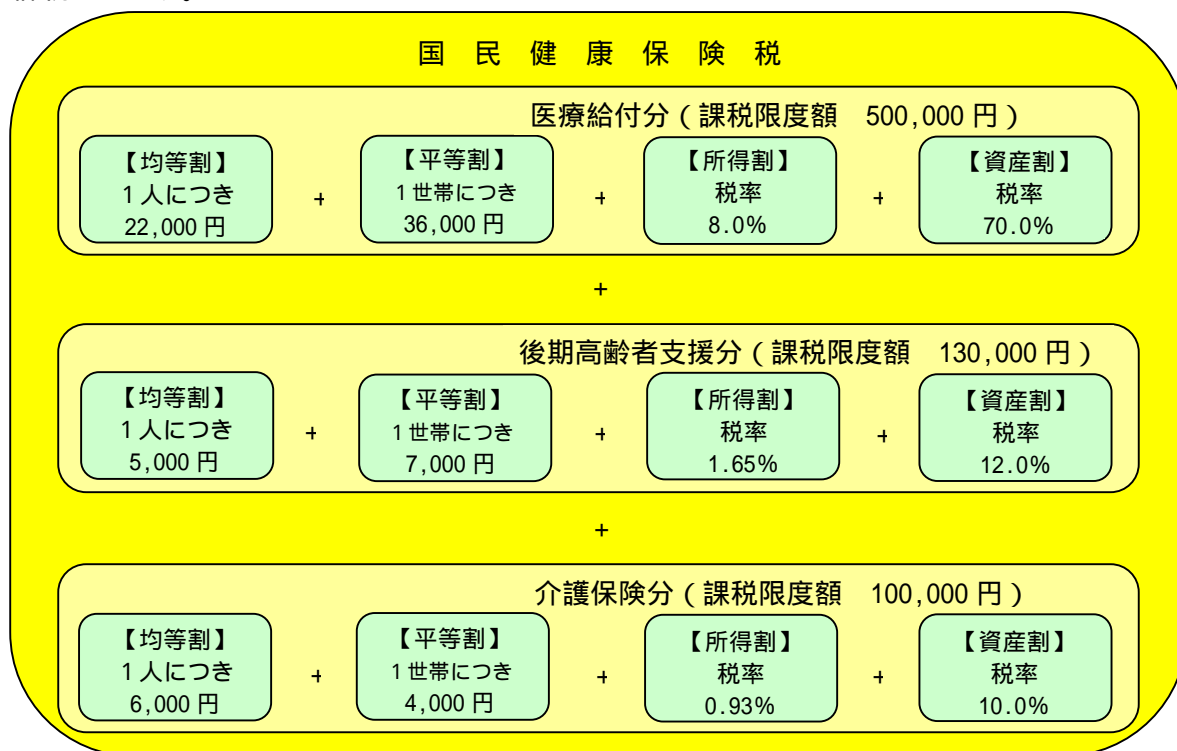 国民健康保険税
医療給付分(課税限度額 500,000円)
【均等割】
1人につき
22,000円
+
【平等割】
1世帯につき
36,000円
+
【所得割】
税率
8.0%
+
【資産割】
税率
70.0%
+
後期高齢者支援分(課税限度額 130,000円)
【均等割】
1人につき
5,000円
+
【平等割】
1世帯につき
7,000円
+
【所得割】
税率
1.65%
+
【資産割】
税率
12.0%
+
介護保険分(課税限度額 100,000円)
【均等割】
1人につき
6,000円
+
【平等割】
1世帯につき
4,000円
+
【所得割】
税率
0.93%
+
【資産割】
税率
10.0%